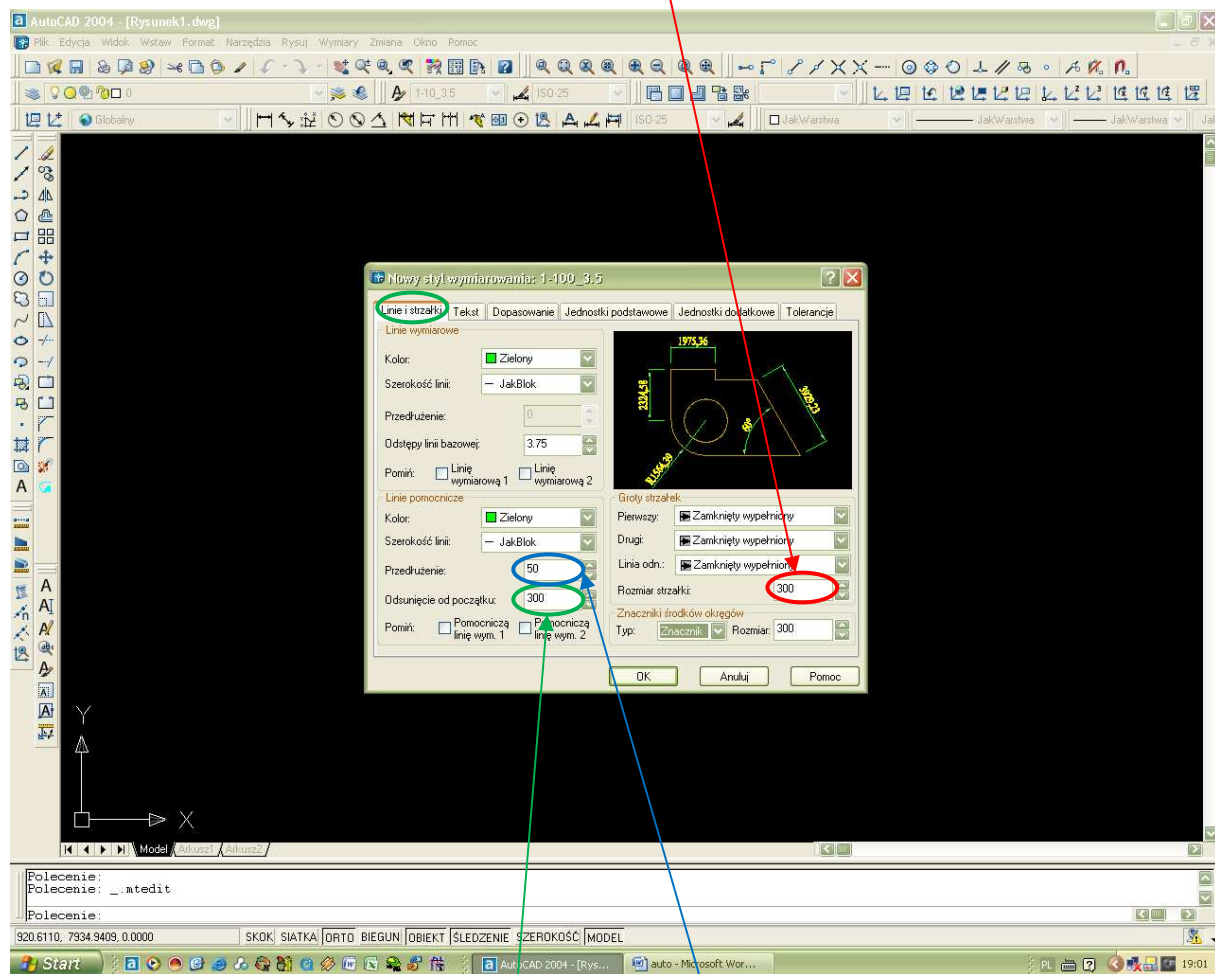 AutoCAD 2004 - [Rysunek1.dwg]
Plik Edycja Widok Wstaw Format Narzędzia Rysuj Wymiary Zmiana Okno Pomoc
0 1-10_3.5 ISO-25
Globalny ISO-25 JakWarstwa JakWarstwa JakWarstwa Jak
Nowy styl wymiarowania: 1-100_3.5
Linie i strzałki Tekst Dopasowanie Jednostki podstawowe Jednostki dodatkowe Tolerancje
Linie wymiarowe
Kolor: Zielony
Szerokość linii: JakBlok
Przedłużenie: 0
Odstępy linii bazowej: 3.75
Pomiń: Linię wymiarową 1 Linię wymiarową 2
1975,36
2324,58
3929,23
60°
R1564,39
Linie pomocnicze
Kolor: Zielony
Szerokość linii: JakBlok
Przedłużenie: 50
Odsunięcie od początku: 300
Pomiń: Pomocniczą linię wym. 1 Pomocniczą linię wym. 2
Groty strzałek
Pierwszy: Zamknięty wypełniony
Drugi: Zamknięty wypełniony
Linia odn.: Zamknięty wypełniony
Rozmiar strzałki: 300
Znaczniki środków okręgów
Typ: Znacznik Rozmiar: 300
OK Anuluj Pomoc
Y
X
Model Arkusz1 Arkusz2
Polecenie:
Polecenie: _.mtedit
Polecenie:
920.6110, 7934.9409, 0.0000 SKOK SIATKA ORTO BIEGUN OBIEKT ŚLEDZENIE SZEROKOŚĆ MODEL
Start AutoCAD 2004 - [Rys... auto - Microsoft Wor... PL 19:01